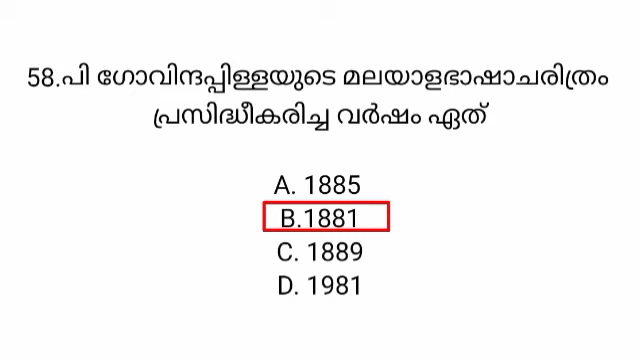 58.പി ഗോവിന്ദപ്പിള്ളയുടെ മലയാളഭാഷാചരിത്രം
പ്രസിദ്ധീകരിച്ച വർഷം ഏത്
A. 1885
B.1881
C. 1889
D. 1981